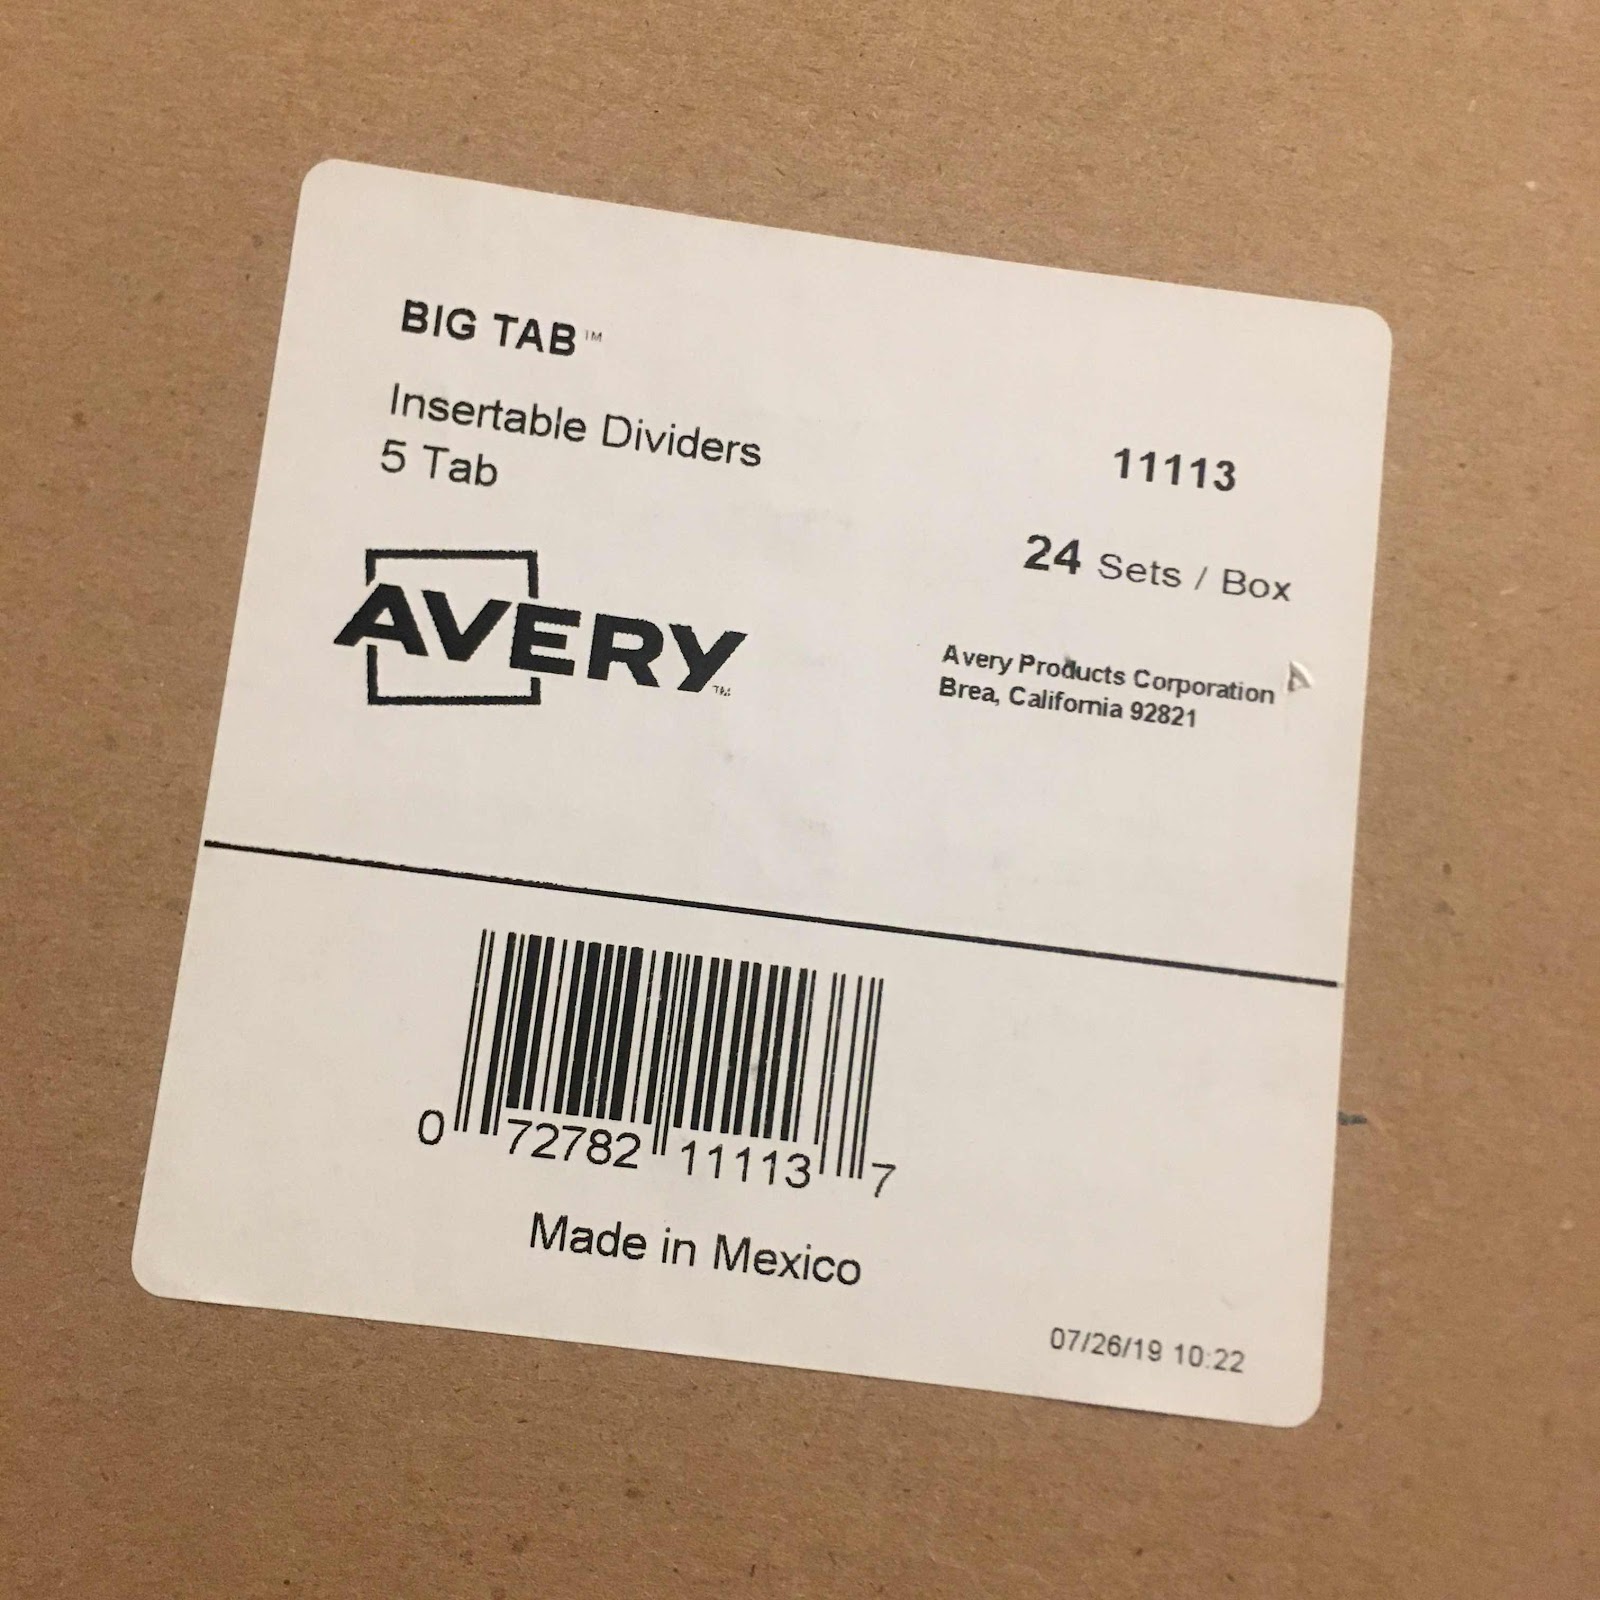 BIG TAB™
Insertable Dividers
5 Tab
AVERY™
11113
24 Sets / Box
Avery Products Corporation
Brea, California 92821
0 72782 11113 7
Made in Mexico
07/26/19 10:22